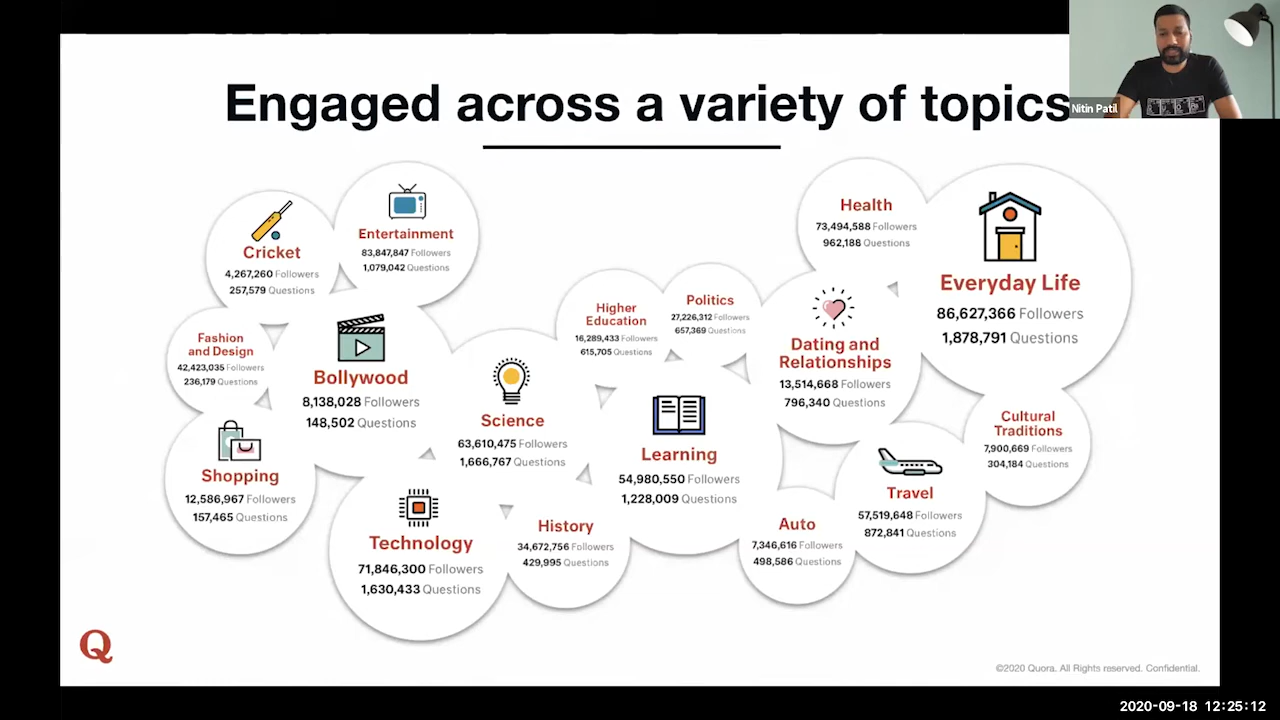 Engaged across a variety of topics
Nitin Patil
Cricket
4,267,260 Followers
257,579 Questions
Entertainment
83,847,847 Followers
1,079,042 Questions
Health
73,494,588 Followers
962,188 Questions
Everyday Life
86,627,366 Followers
1,878,791 Questions
Fashion
and Design
42,423,035 Followers
236,179 Questions
Bollywood
8,138,028 Followers
148,502 Questions
Science
63,610,475 Followers
1,666,767 Questions
Higher
Education
16,289,433 Followers
615,705 Questions
Politics
27,226,312 Followers
657,369 Questions
Dating and
Relationships
13,514,668 Followers
796,340 Questions
Shopping
12,586,967 Followers
157,465 Questions
Technology
71,846,300 Followers
1,630,433 Questions
History
34,672,756 Followers
429,995 Questions
Learning
54,980,550 Followers
1,228,009 Questions
Auto
7,346,616 Followers
498,586 Questions
Travel
57,519,648 Followers
872,841 Questions
Cultural
Traditions
7,900,669 Followers
304,184 Questions
Q
©2020 Quora. All Rights reserved. Confidential.
2020-09-18 12:25:12